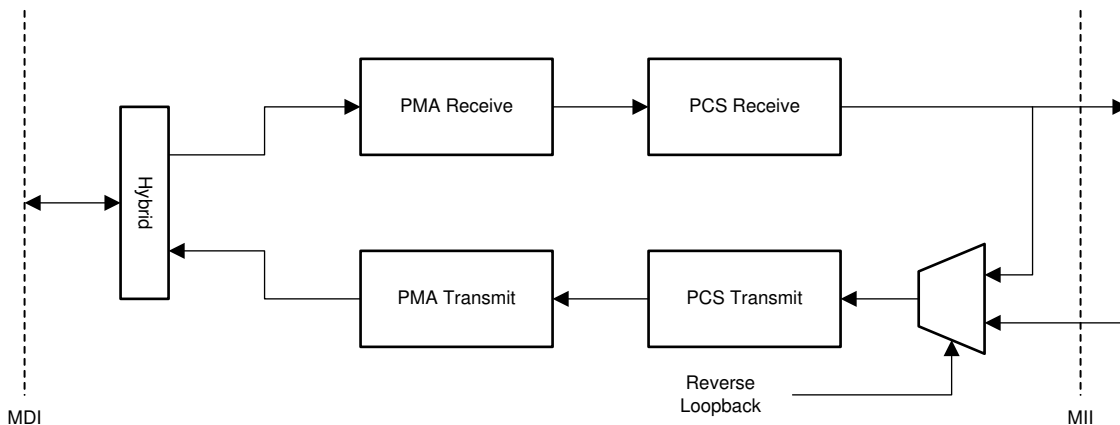 PMA Receive
PCS Receive
Hybrid
PMA Transmit
PCS Transmit
Reverse
Loopback
MDI
MII